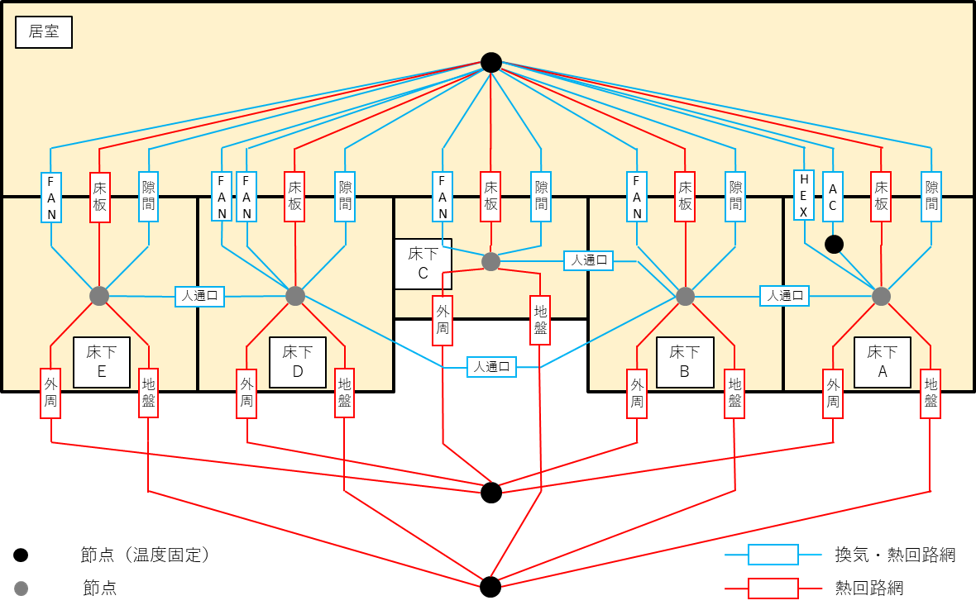 居室
FAN
床板
隙間
FAN
FAN
床板
隙間
FAN
床板
隙間
FAN
床板
隙間
HEX
AC
床板
隙間
床下
C
人通口
人通口
人通口
外周
地盤
床下
E
床下
D
人通口
床下
B
床下
A
外周
地盤
外周
地盤
外周
地盤
外周
地盤
節点（温度固定）
換気・熱回路網
節点
熱回路網